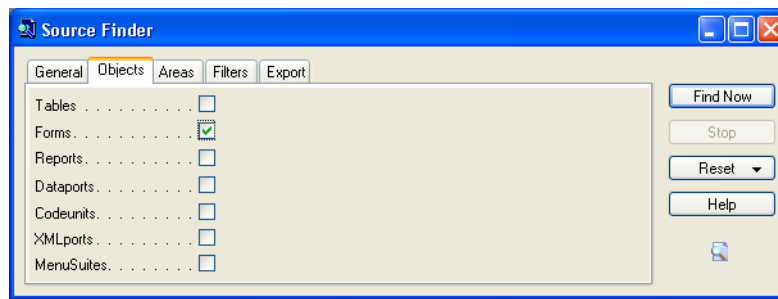 Source Finder
General Objects Areas Filters Export
Tables . . . . . . . . . .
Forms. . . . . . . . . . .
Reports. . . . . . . . . .
Dataports. . . . . . . . .
Codeunits. . . . . . . . .
XMLports . . . . . . . . .
MenuSuites. . . . . . . .
Find Now
Stop
Reset
Help